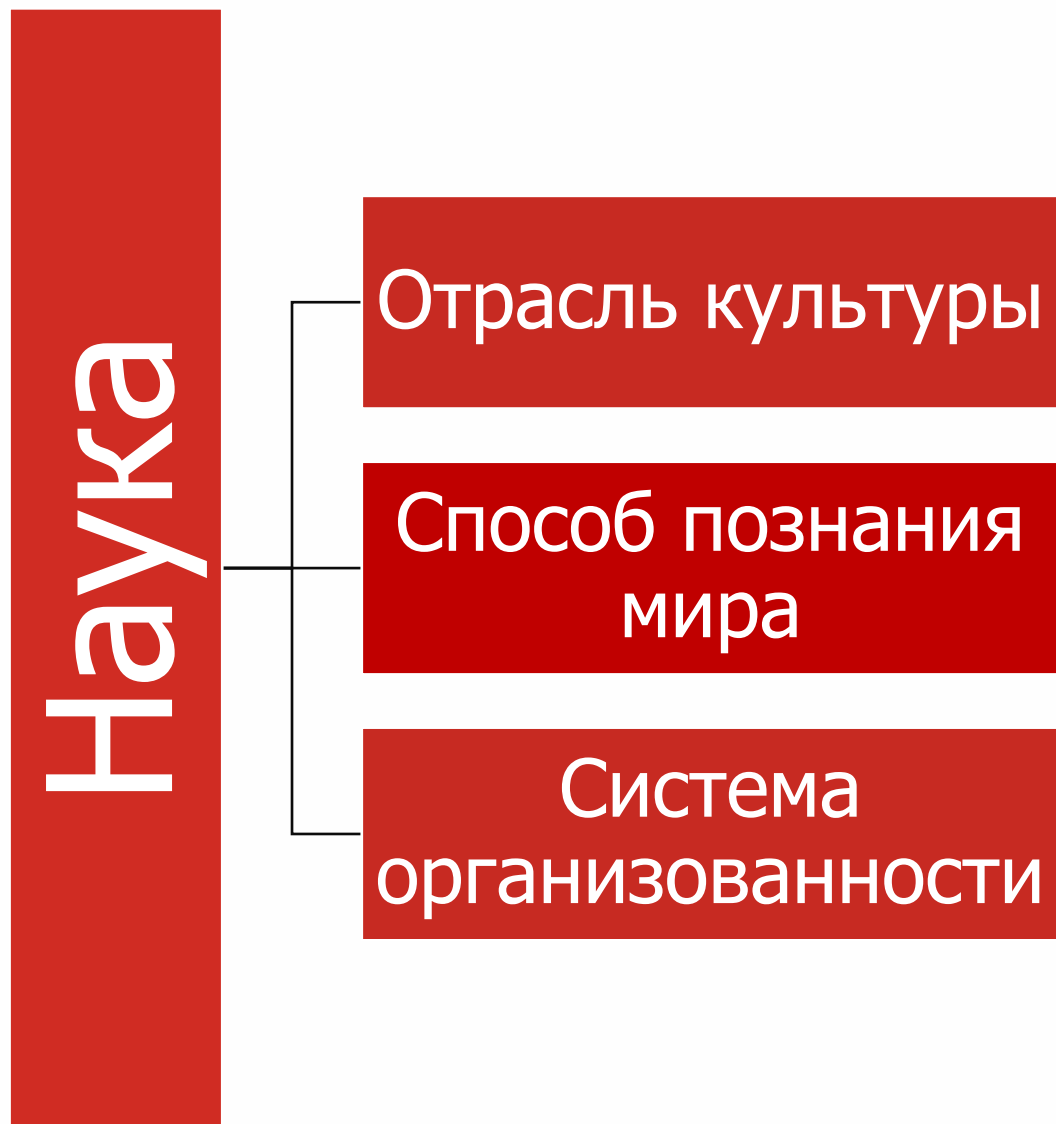 Наука
Отрасль культуры
Способ познания
мира
Система
организованности